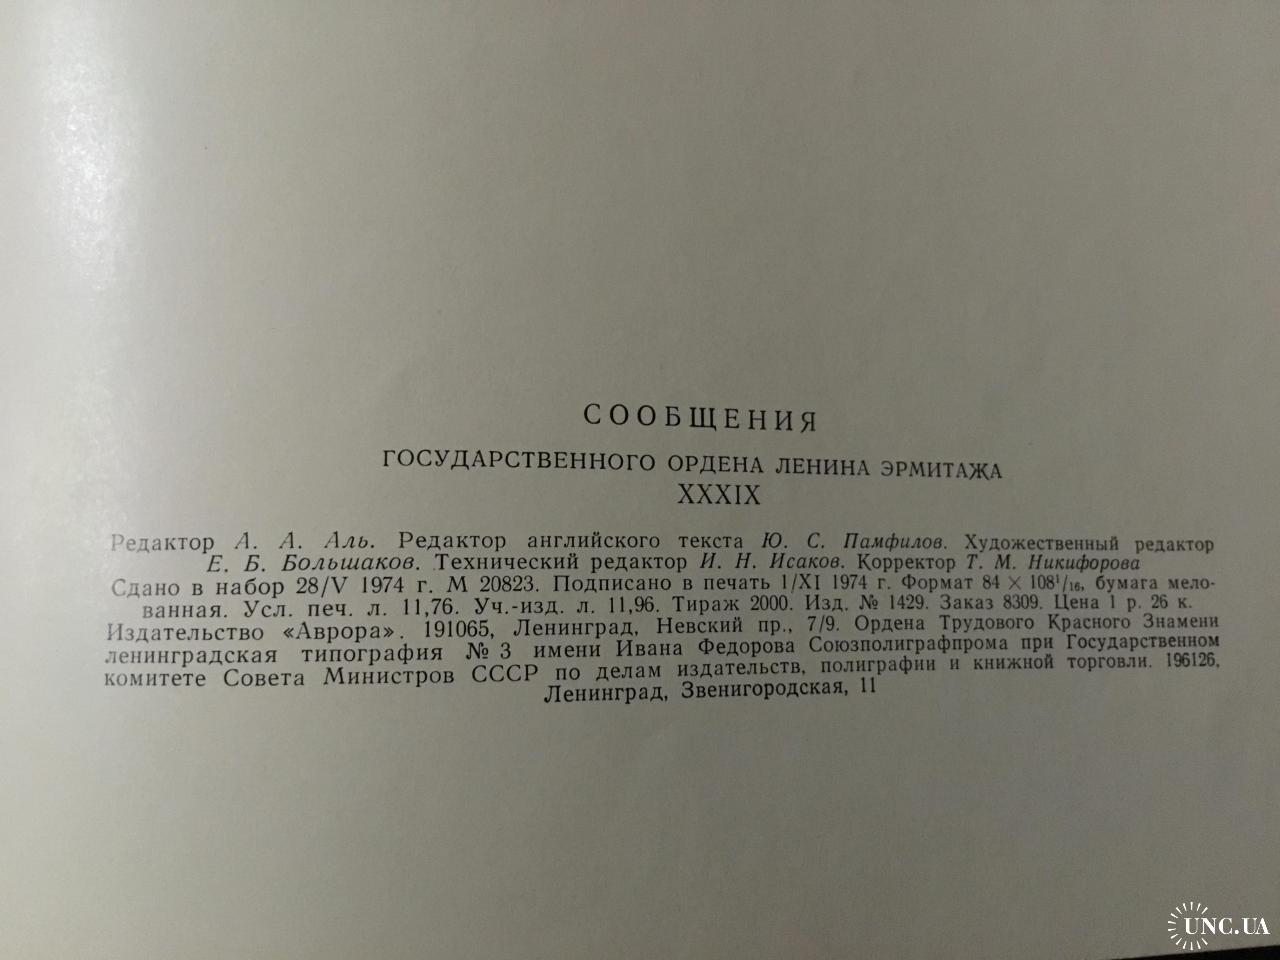 СООБЩЕНИЯ
ГОСУДАРСТВЕННОГО ОРДЕНА ЛЕНИНА ЭРМИТАЖА
XXXIX
Редактор А. А. Аль. Редактор английского текста Ю. С. Памфилов. Художественный редактор
Е. Б. Большаков. Технический редактор И. Н. Исаков. Корректор Т. М. Никифорова
Сдано в набор 28/V 1974 г. М 20823. Подписано в печать 1/XI 1974 г. Формат 84 × 108¹/₁₆, бумага мело-
ванная. Усл. печ. л. 11,76. Уч.-изд. л. 11,96. Тираж 2000. Изд. № 1429. Заказ 8309. Цена 1 р. 26 к.
Издательство «Аврора». 191065, Ленинград, Невский пр., 7/9. Ордена Трудового Красного Знамени
ленинградская типография № 3 имени Ивана Федорова Союзполиграфпрома при Государственном
комитете Совета Министров СССР по делам издательств, полиграфии и книжной торговли. 196126,
Ленинград, Звенигородская, 11
UNC.UA